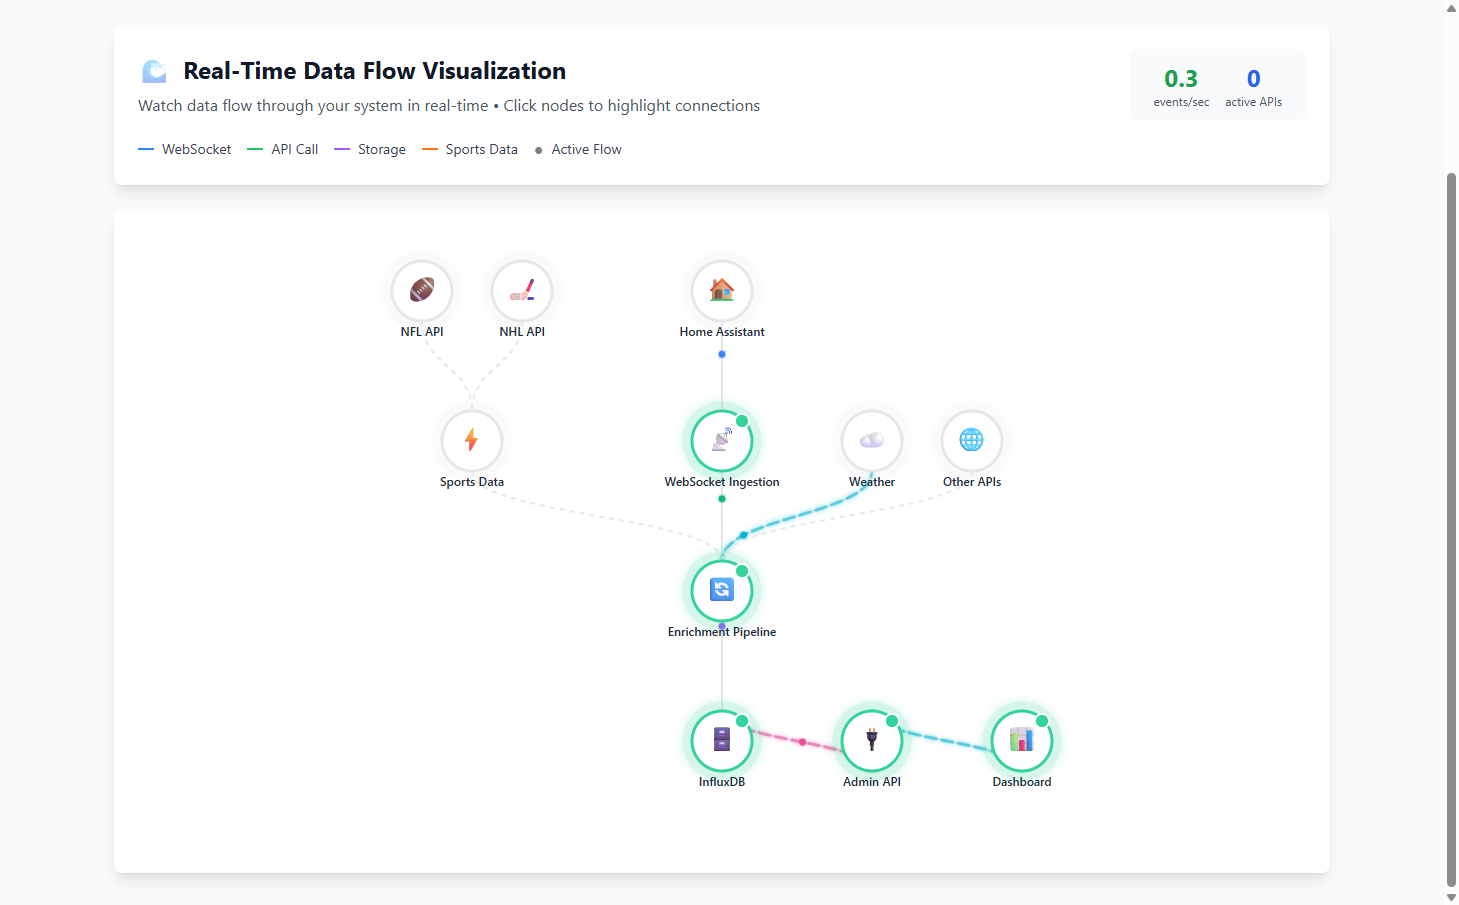 Real-Time Data Flow Visualization
Watch data flow through your system in real-time • Click nodes to highlight connections
0.3 0
events/sec active APIs
WebSocket API Call Storage Sports Data Active Flow
NFL API NHL API Home Assistant
Sports Data WebSocket Ingestion Weather Other APIs
Enrichment Pipeline
InfluxDB Admin API Dashboard